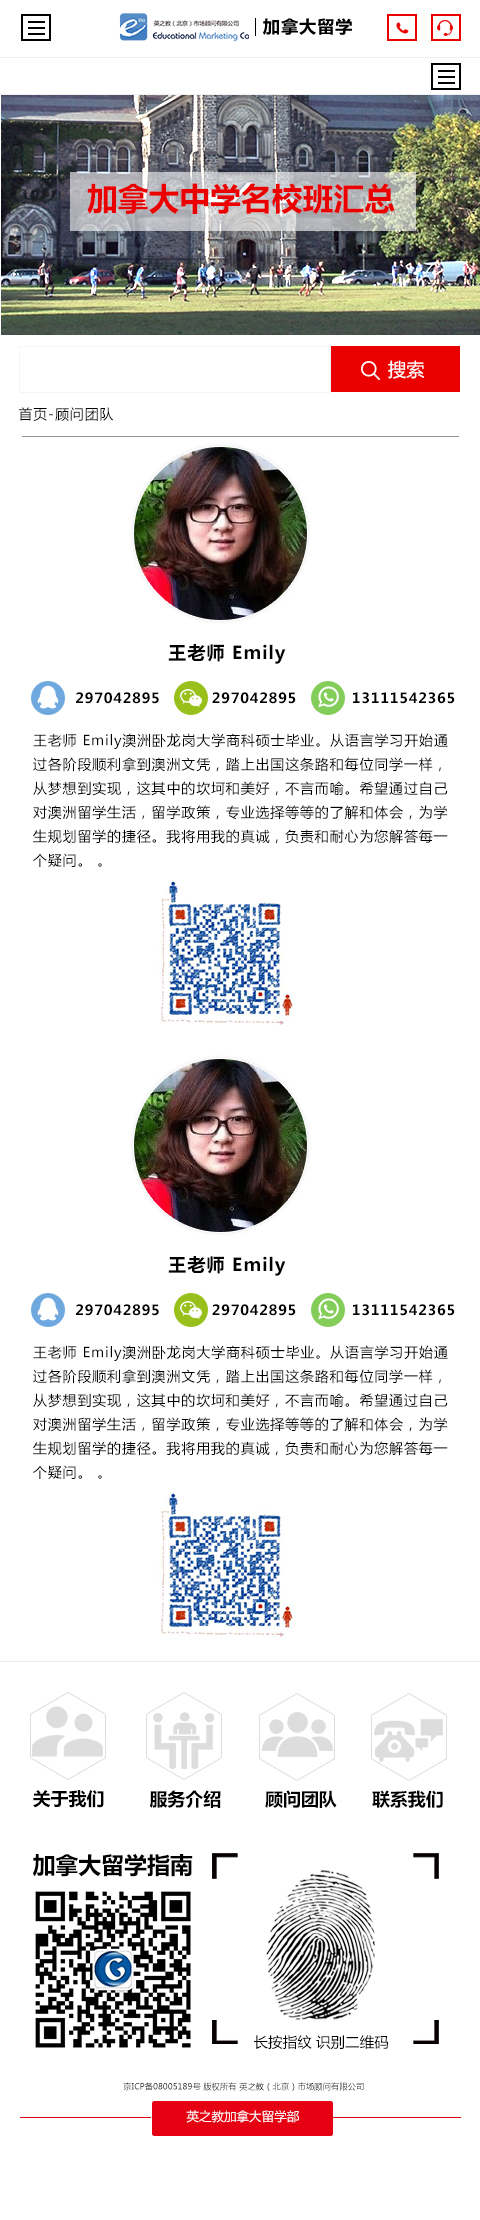 英之教（北京）市场顾问有限公司
Educational Marketing Co
加拿大留学
加拿大中学名校班汇总
搜索
首页-顾问团队
王老师 Emily
297042895 297042895 13111542365
王老师 Emily澳洲卧龙岗大学商科硕士毕业。从语言学习开始通
过各阶段顺利拿到澳洲文凭，踏上出国这条路和每位同学一样，
从梦想到实现，这其中的坎坷和美好，不言而喻。希望通过自己
对澳洲留学生活，留学政策，专业选择等等的了解和体会，为学
生规划留学的捷径。我将用我的真诚，负责和耐心为您解答每一
个疑问。 。
王老师 Emily
297042895 297042895 13111542365
王老师 Emily澳洲卧龙岗大学商科硕士毕业。从语言学习开始通
过各阶段顺利拿到澳洲文凭，踏上出国这条路和每位同学一样，
从梦想到实现，这其中的坎坷和美好，不言而喻。希望通过自己
对澳洲留学生活，留学政策，专业选择等等的了解和体会，为学
生规划留学的捷径。我将用我的真诚，负责和耐心为您解答每一
个疑问。 。
关于我们 服务介绍 顾问团队 联系我们
加拿大留学指南
长按指纹 识别二维码
京ICP备08005189号 版权所有 英之教（北京）市场顾问有限公司
英之教加拿大留学部